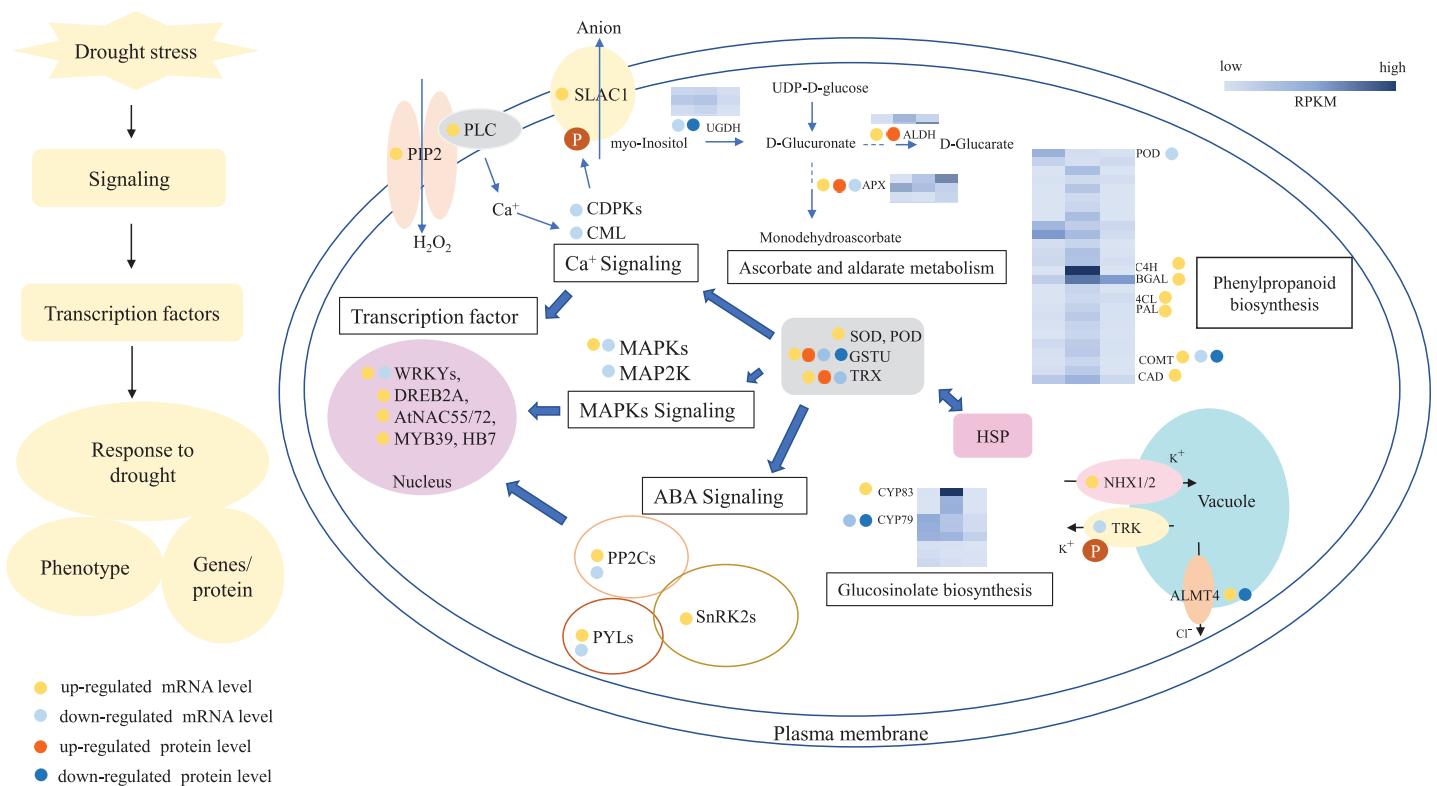 Drought stress
Signaling
Transcription factors
Response to
drought
Phenotype
Genes/
protein
up-regulated mRNA level
down-regulated mRNA level
up-regulated protein level
down-regulated protein level
Anion
SLAC1
P
PLC
PIP2
H₂O₂
Ca⁺
CDPKs
CML
Ca⁺ Signaling
UDP-D-glucose
UGDH
myo-Inositol
D-Glucuronate
ALDH
D-Glucarate
APX
Monodehydroascorbate
Ascorbate and aldarate metabolism
low
high
RPKM
POD
C4H
BGAL
4CL
PAL
COMT
CAD
Phenylpropanoid
biosynthesis
Transcription factor
WRKYs,
DREB2A,
AtNAC55/72,
MYB39, HB7
Nucleus
MAPKs
MAP2K
MAPKs Signaling
SOD, POD
GSTU
TRX
HSP
ABA Signaling
PP2Cs
SnRK2s
PYLs
CYP83
CYP79
Glucosinolate biosynthesis
K⁺
NHX1/2
Vacuole
TRK
K⁺
P
ALMT4
Cl⁻
Plasma membrane